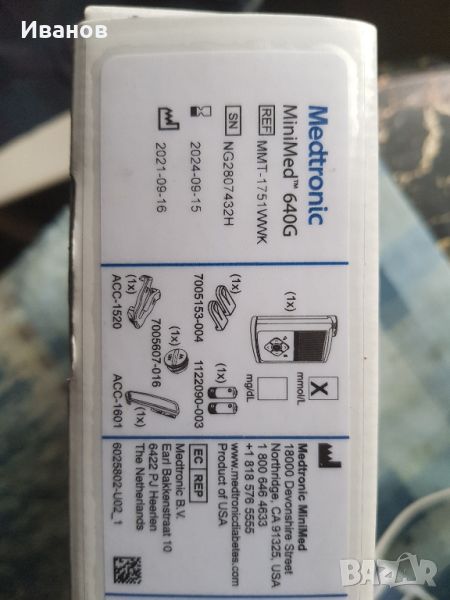 Иванов
Medtronic
MiniMed™ 640G
REF MMT-1751WWK
SN NG2807432H
2024-09-15
2021-09-16
(1x)
X mmol/L
mg/dL
7005153-004
(1x)
1122090-003
(1x)
7005607-016
(1x)
ACC-1520
(1x)
ACC-1601
Medtronic MiniMed
18000 Devonshire Street
Northridge, CA 91325, USA
1 800 646 4633
+1 818 576 5555
www.medtronicdiabetes.com
Product of USA
EC REP
Medtronic B.V.
Earl Bakkenstraat 10
6422 PJ Heerlen
The Netherlands
6025802-U02_1
BAZAR